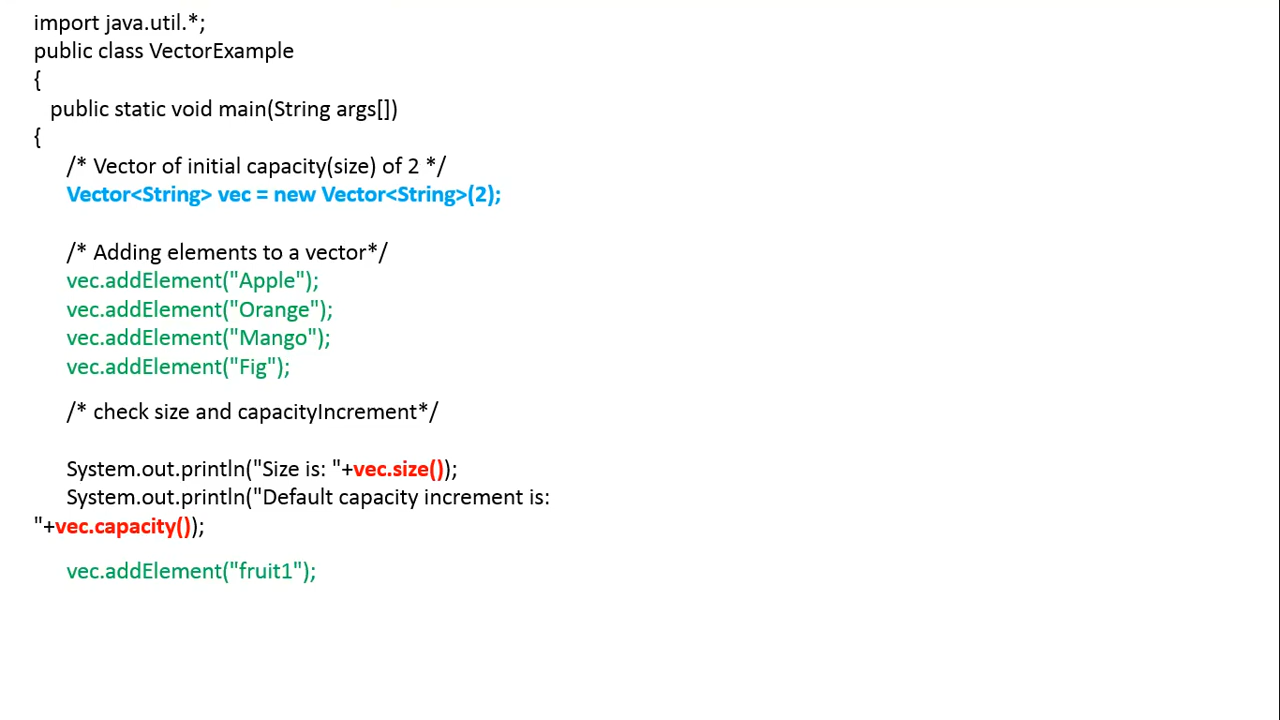 import java.util.*;
public class VectorExample
{
public static void main(String args[])
{
/* Vector of initial capacity(size) of 2 */
Vector<String> vec = new Vector<String>(2);
/* Adding elements to a vector*/
vec.addElement("Apple");
vec.addElement("Orange");
vec.addElement("Mango");
vec.addElement("Fig");
/* check size and capacityIncrement*/
System.out.println("Size is: "+vec.size());
System.out.println("Default capacity increment is:
"+vec.capacity());
vec.addElement("fruit1");